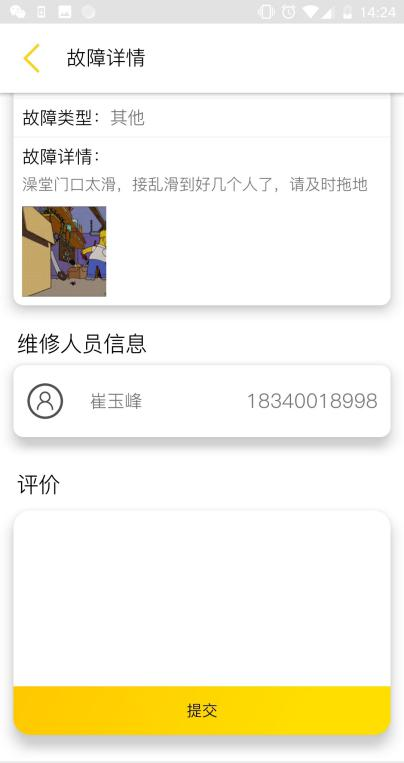 14:24
故障详情
故障类型：其他
故障详情：
澡堂门口太滑，接乱滑到好几个人了，请及时拖地
维修人员信息
崔玉峰 18340018998
评价
提交